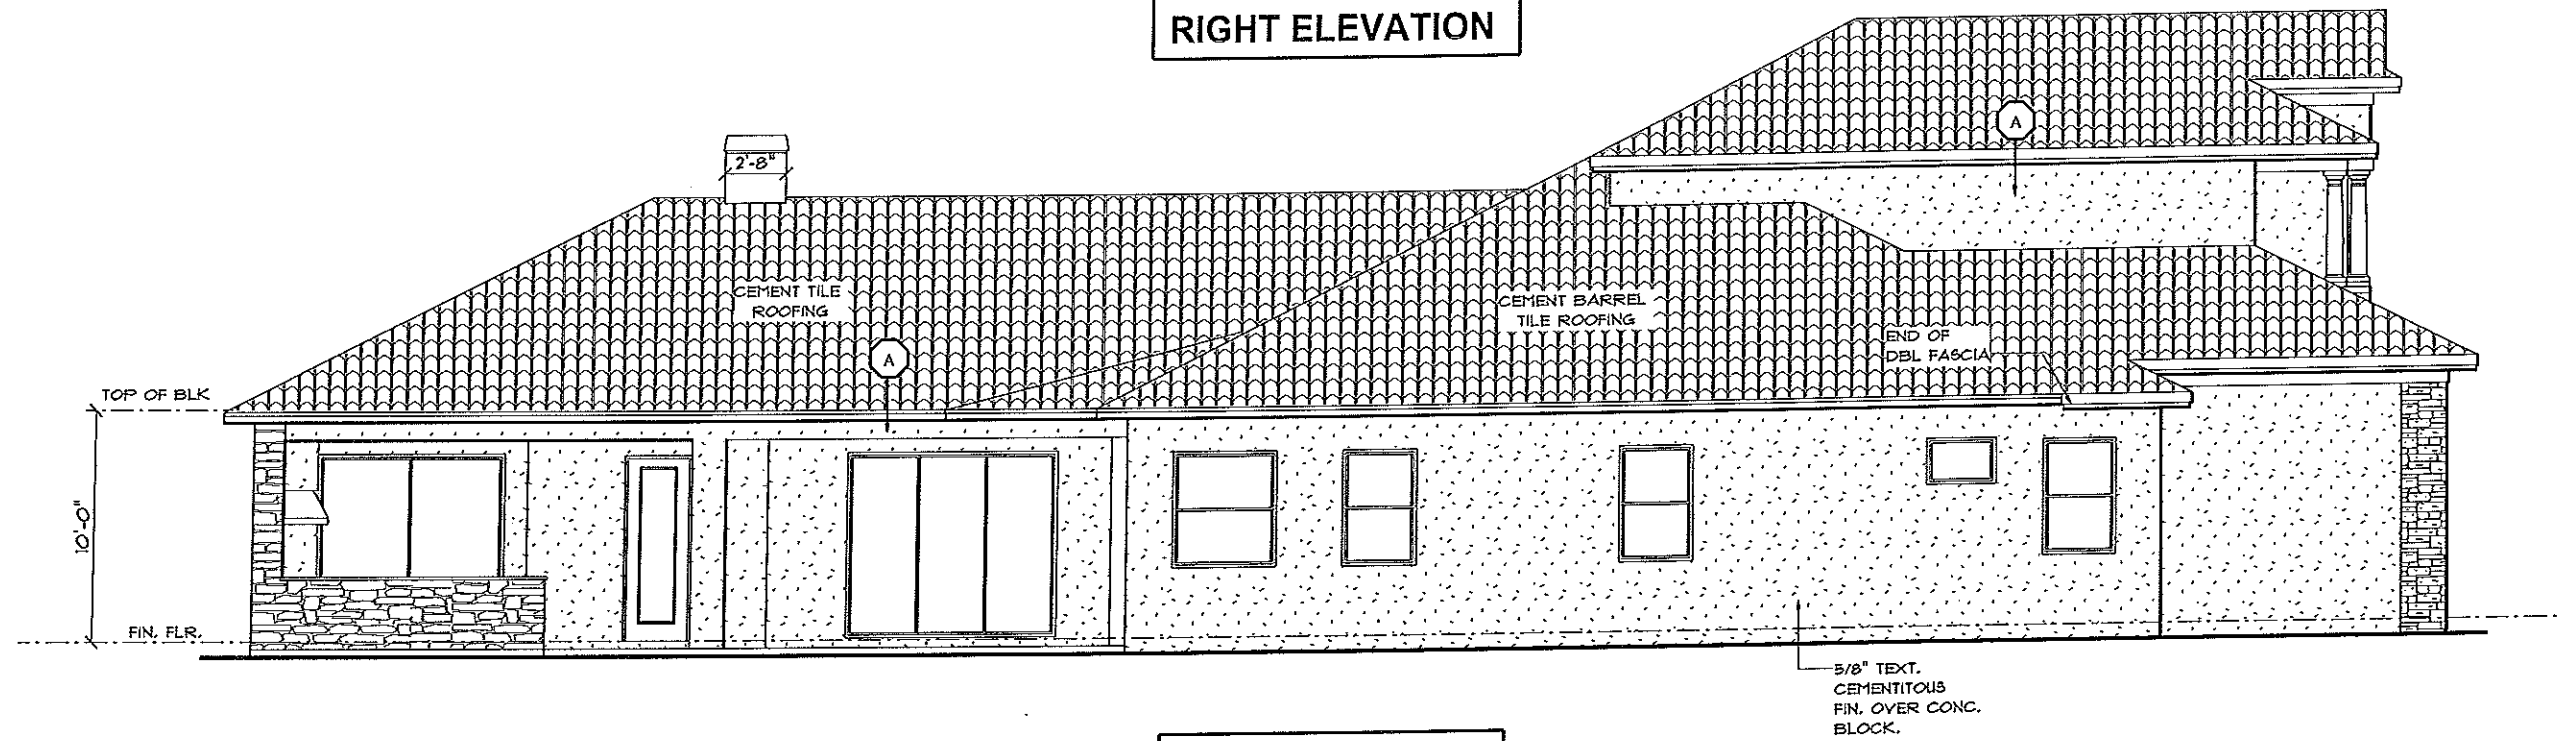 RIGHT ELEVATION
A
2'-8"
CEMENT TILE
ROOFING
CEMENT BARREL
TILE ROOFING
END OF
DBL FASCIA
A
TOP OF BLK
10'-0"
FIN. FLR.
5/8" TEXT.
CEMENTITOUS
FIN. OVER CONC.
BLOCK.